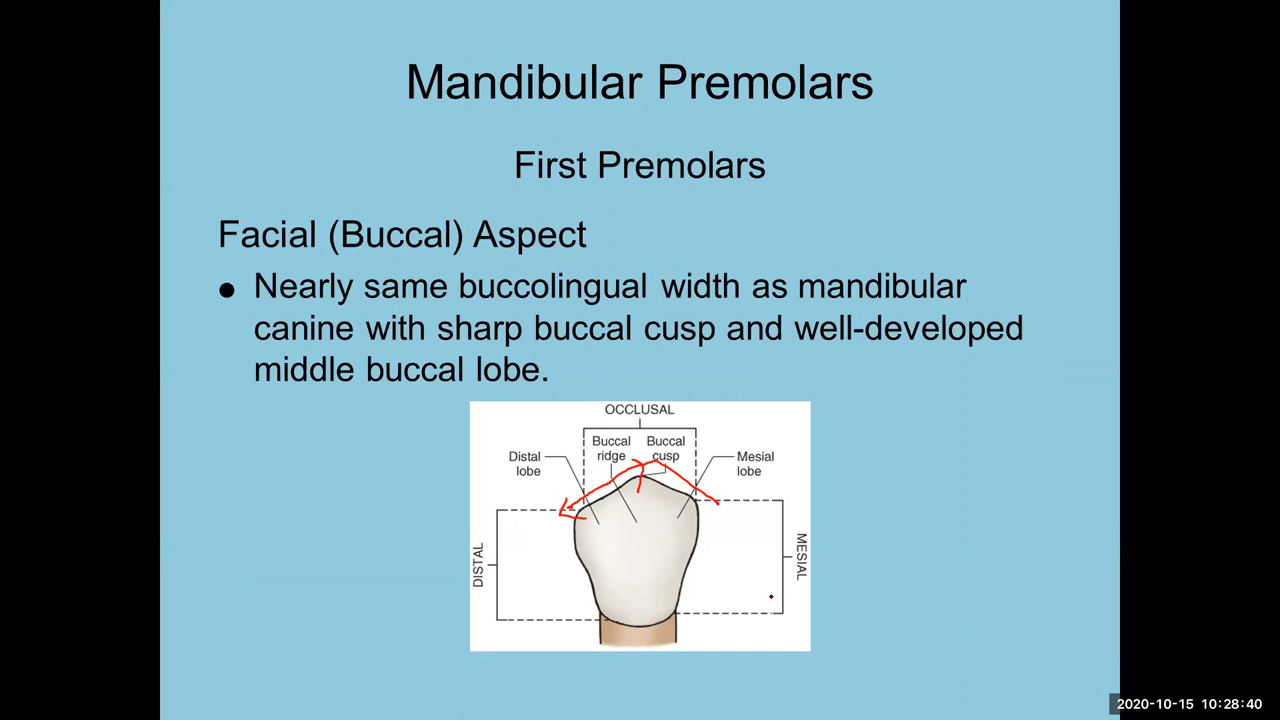 Mandibular Premolars
First Premolars
Facial (Buccal) Aspect
● Nearly same buccolingual width as mandibular
canine with sharp buccal cusp and well-developed
middle buccal lobe.
OCCLUSAL
Buccal
ridge
Buccal
cusp
Distal
lobe
Mesial
lobe
DISTAL
MESIAL
2020-10-15 10:28:40